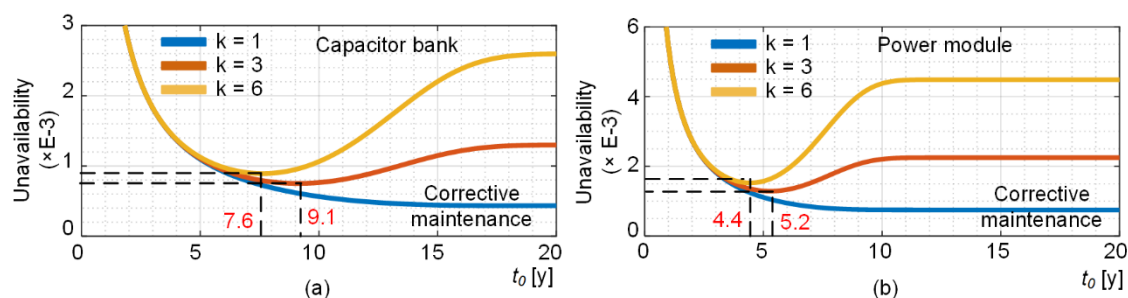 3
2
1
0
Unavailability
(×E-3)
k = 1
k = 3
k = 6
Capacitor bank
Corrective
maintenance
7.6
9.1
0
5
10
15
20
t0 [y]
(a)
6
4
2
0
Unavailability
(× E-3)
k = 1
k = 3
k = 6
Power module
Corrective
maintenance
4.4
5.2
0
5
10
15
20
t0 [y]
(b)